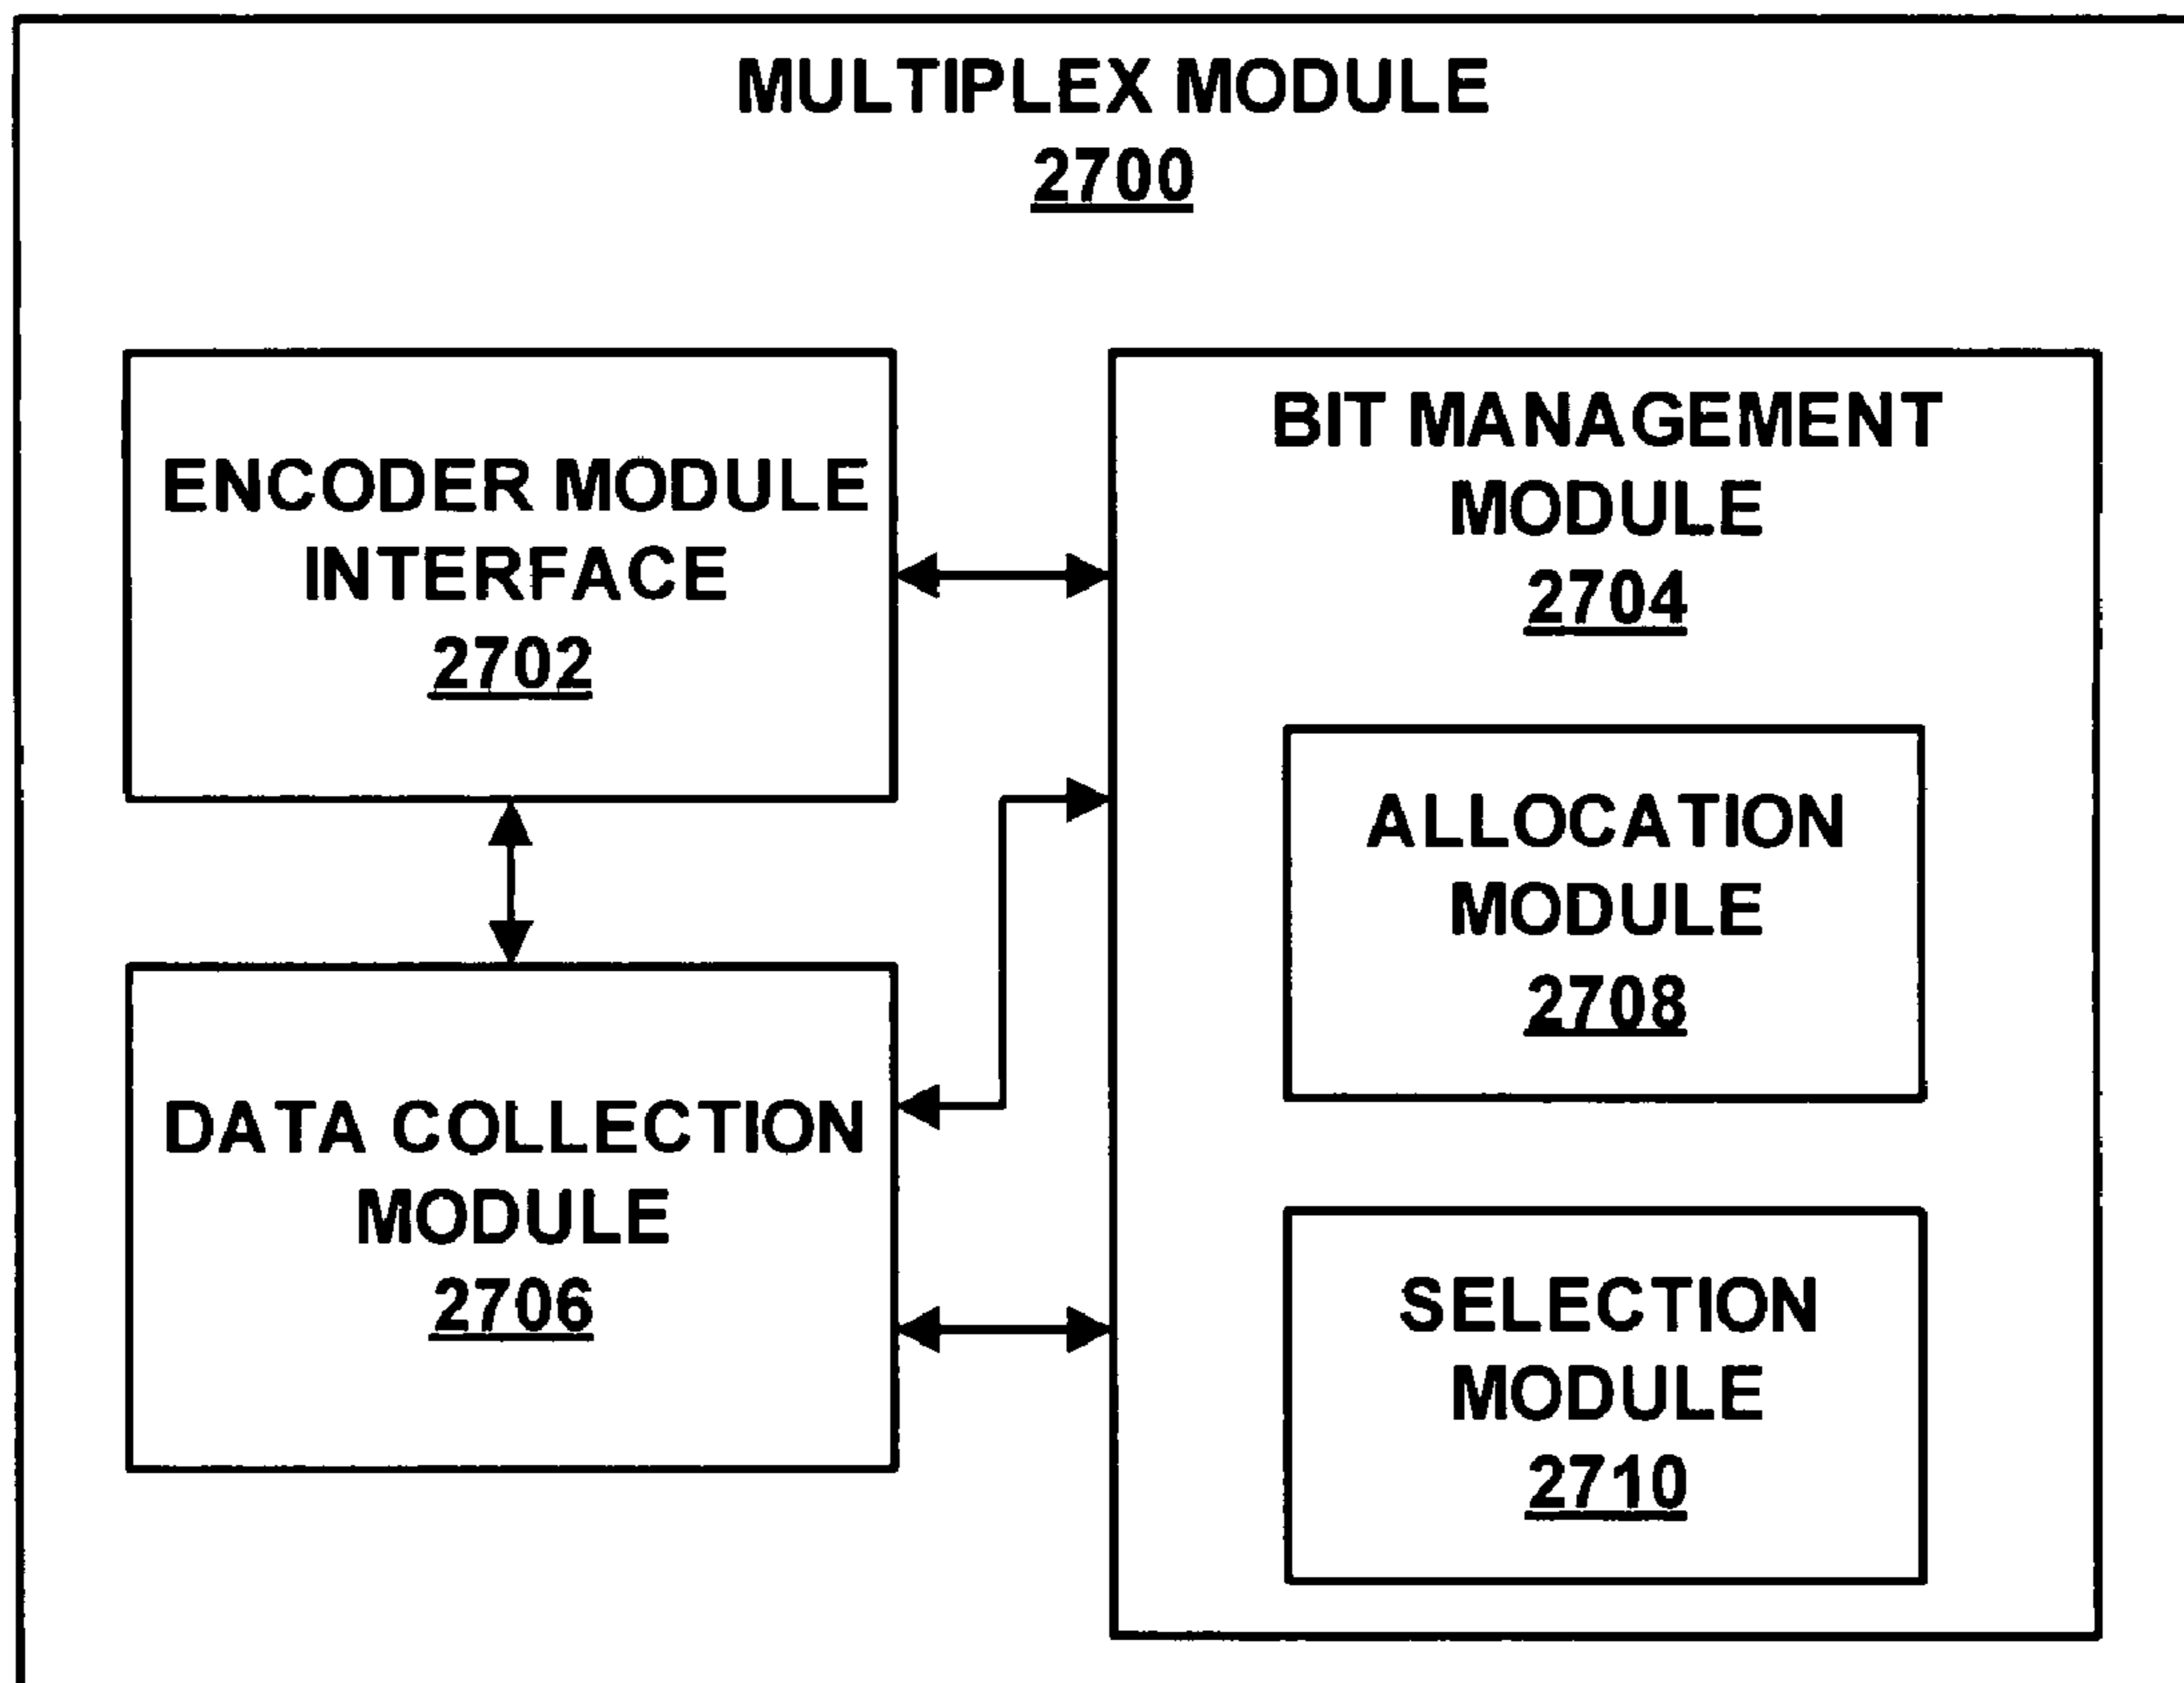 MULTIPLEX MODULE
2700
ENCODER MODULE
INTERFACE
2702
BIT MANAGEMENT
MODULE
2704
ALLOCATION
MODULE
2708
DATA COLLECTION
MODULE
2706
SELECTION
MODULE
2710